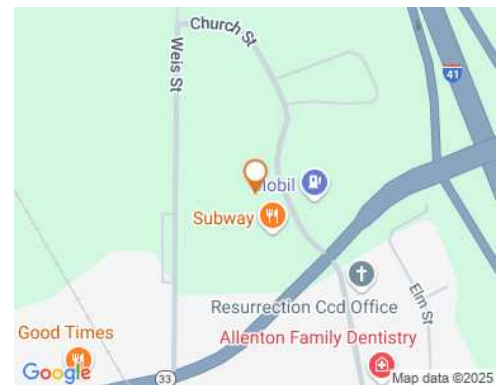 Church St
Weis St
41
Mobil
Subway
Resurrection Ccd Office
Elm St
Good Times
Allenton Family Dentistry
33
Google
Map data ©2025